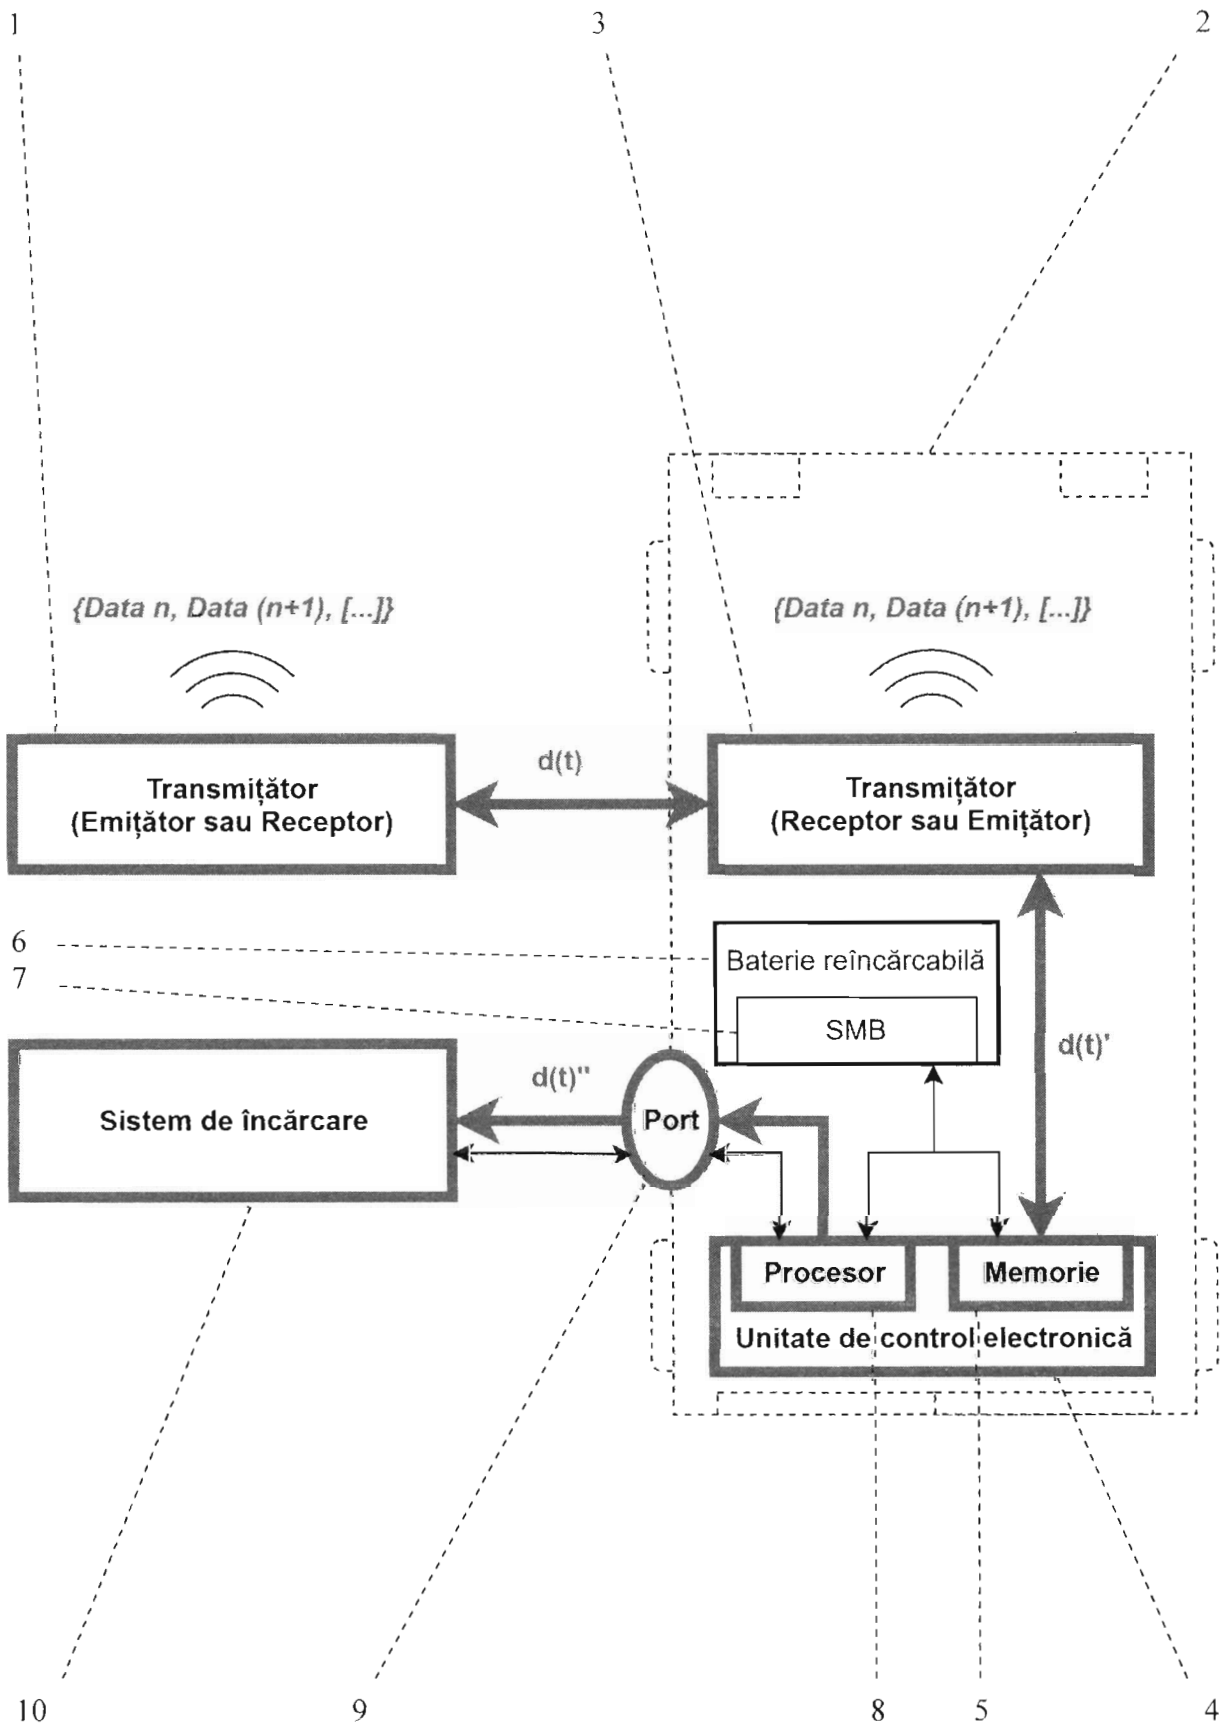 1 3 2
{Data n, Data (n+1), [...]} {Data n, Data (n+1), [...]}
d(t)
Transmițător
(Emițător sau Receptor)
Transmițător
(Receptor sau Emițător)
6
7
Baterie reîncărcabilă
SMB
d(t)'
d(t)''
Sistem de încărcare
Port
Procesor Memorie
Unitate de control electronică
10 9 8 5 4